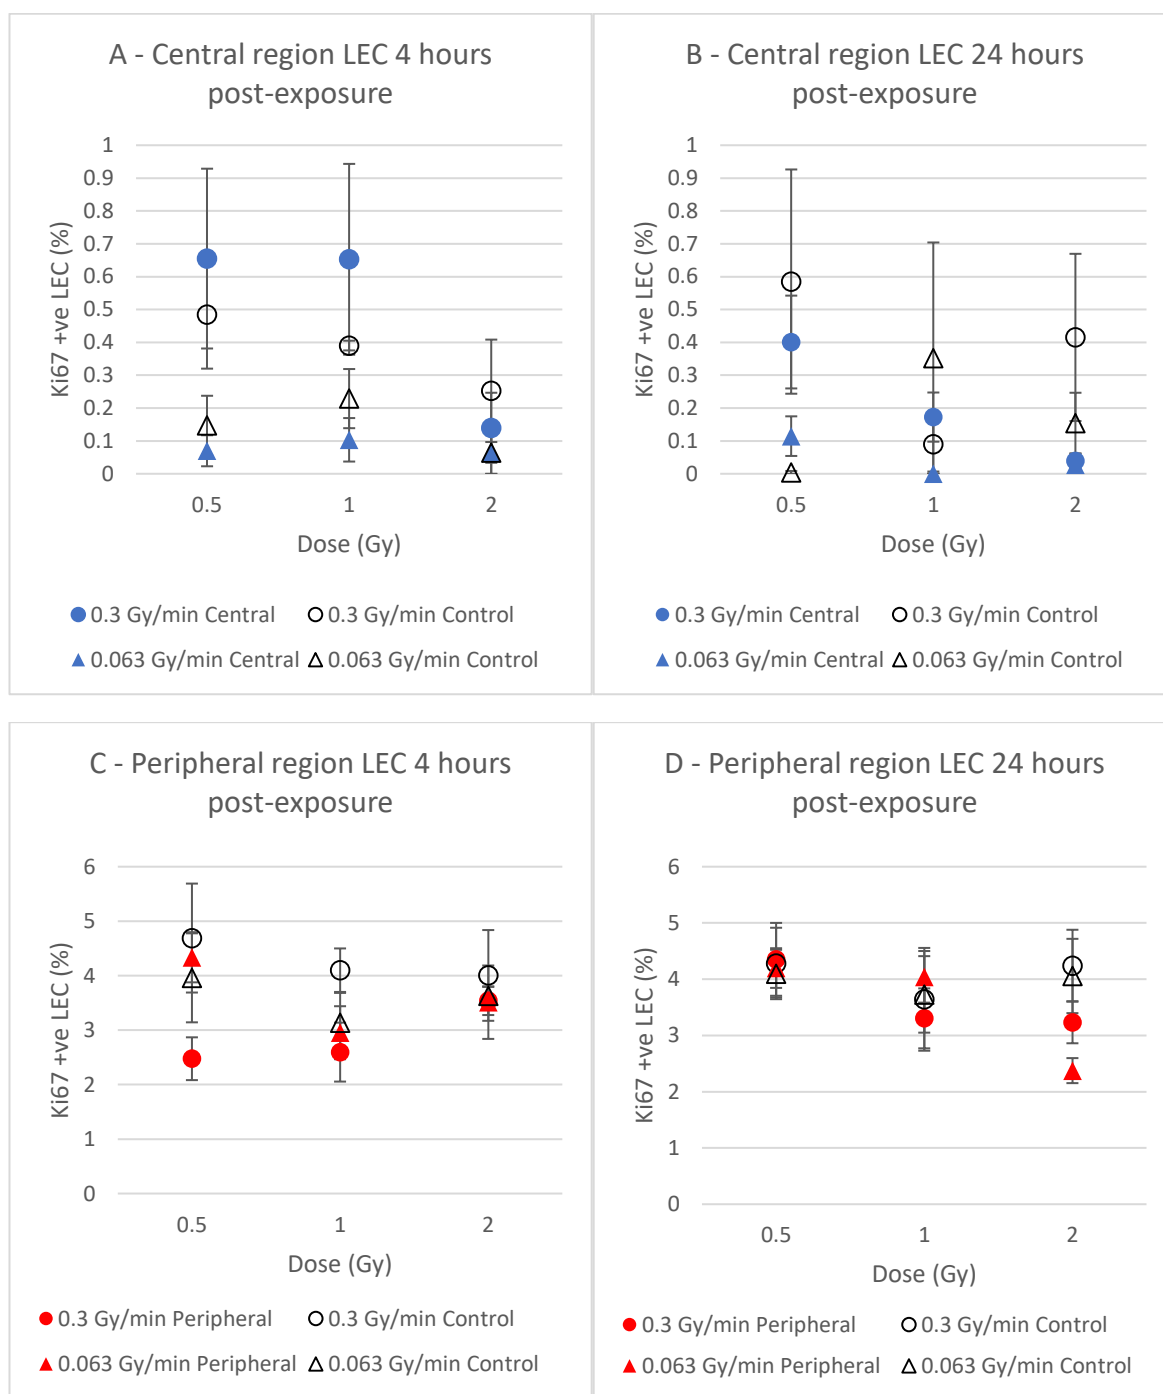 A - Central region LEC 4 hours
post-exposure
1
0.9
0.8
0.7
0.6
0.5
0.4
0.3
0.2
0.1
0
Ki67 +ve LEC (%)
0.5 1 2
Dose (Gy)
0.3 Gy/min Central 0.3 Gy/min Control
0.063 Gy/min Central 0.063 Gy/min Control
B - Central region LEC 24 hours
post-exposure
1
0.9
0.8
0.7
0.6
0.5
0.4
0.3
0.2
0.1
0
Ki67 +ve LEC (%)
0.5 1 2
Dose (Gy)
0.3 Gy/min Central 0.3 Gy/min Control
0.063 Gy/min Central 0.063 Gy/min Control
C - Peripheral region LEC 4 hours
post-exposure
6
5
4
3
2
1
0
Ki67 +ve LEC (%)
0.5 1 2
Dose (Gy)
0.3 Gy/min Peripheral 0.3 Gy/min Control
0.063 Gy/min Peripheral 0.063 Gy/min Control
D - Peripheral region LEC 24 hours
post-exposure
6
5
4
3
2
1
0
Ki67 +ve LEC (%)
0.5 1 2
Dose (Gy)
0.3 Gy/min Peripheral 0.3 Gy/min Control
0.063 Gy/min Peripheral 0.063 Gy/min Control